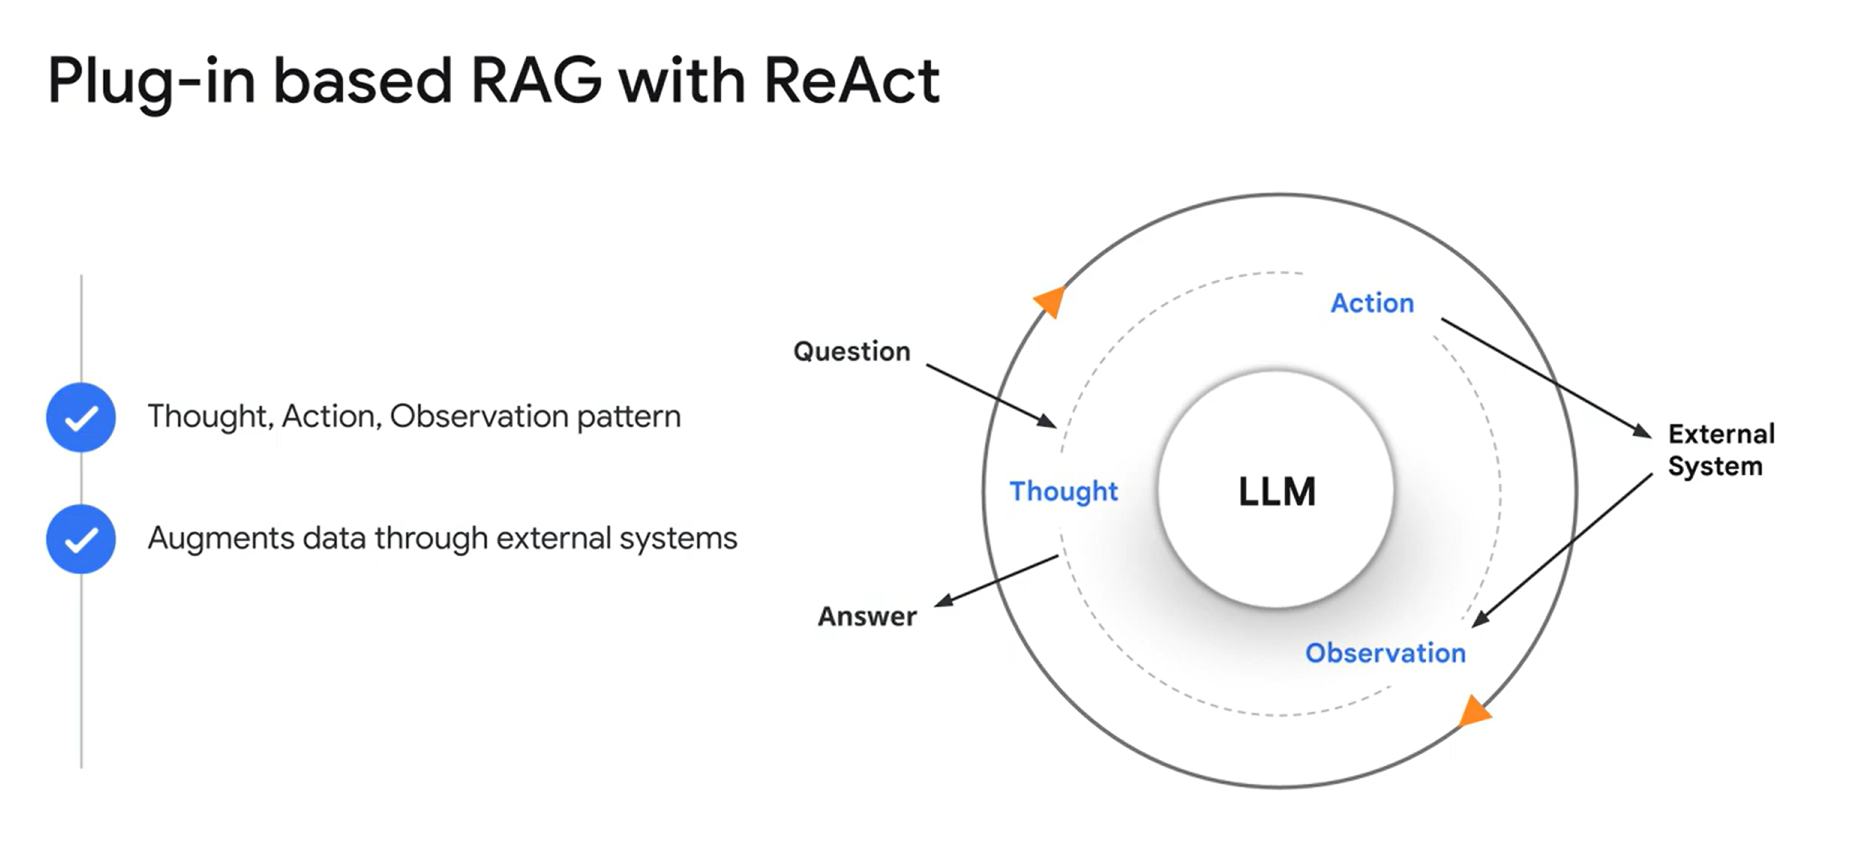 Plug-in based RAG with ReAct
Thought, Action, Observation pattern
Augments data through external systems
Question
Action
External
System
Thought
LLM
Answer
Observation